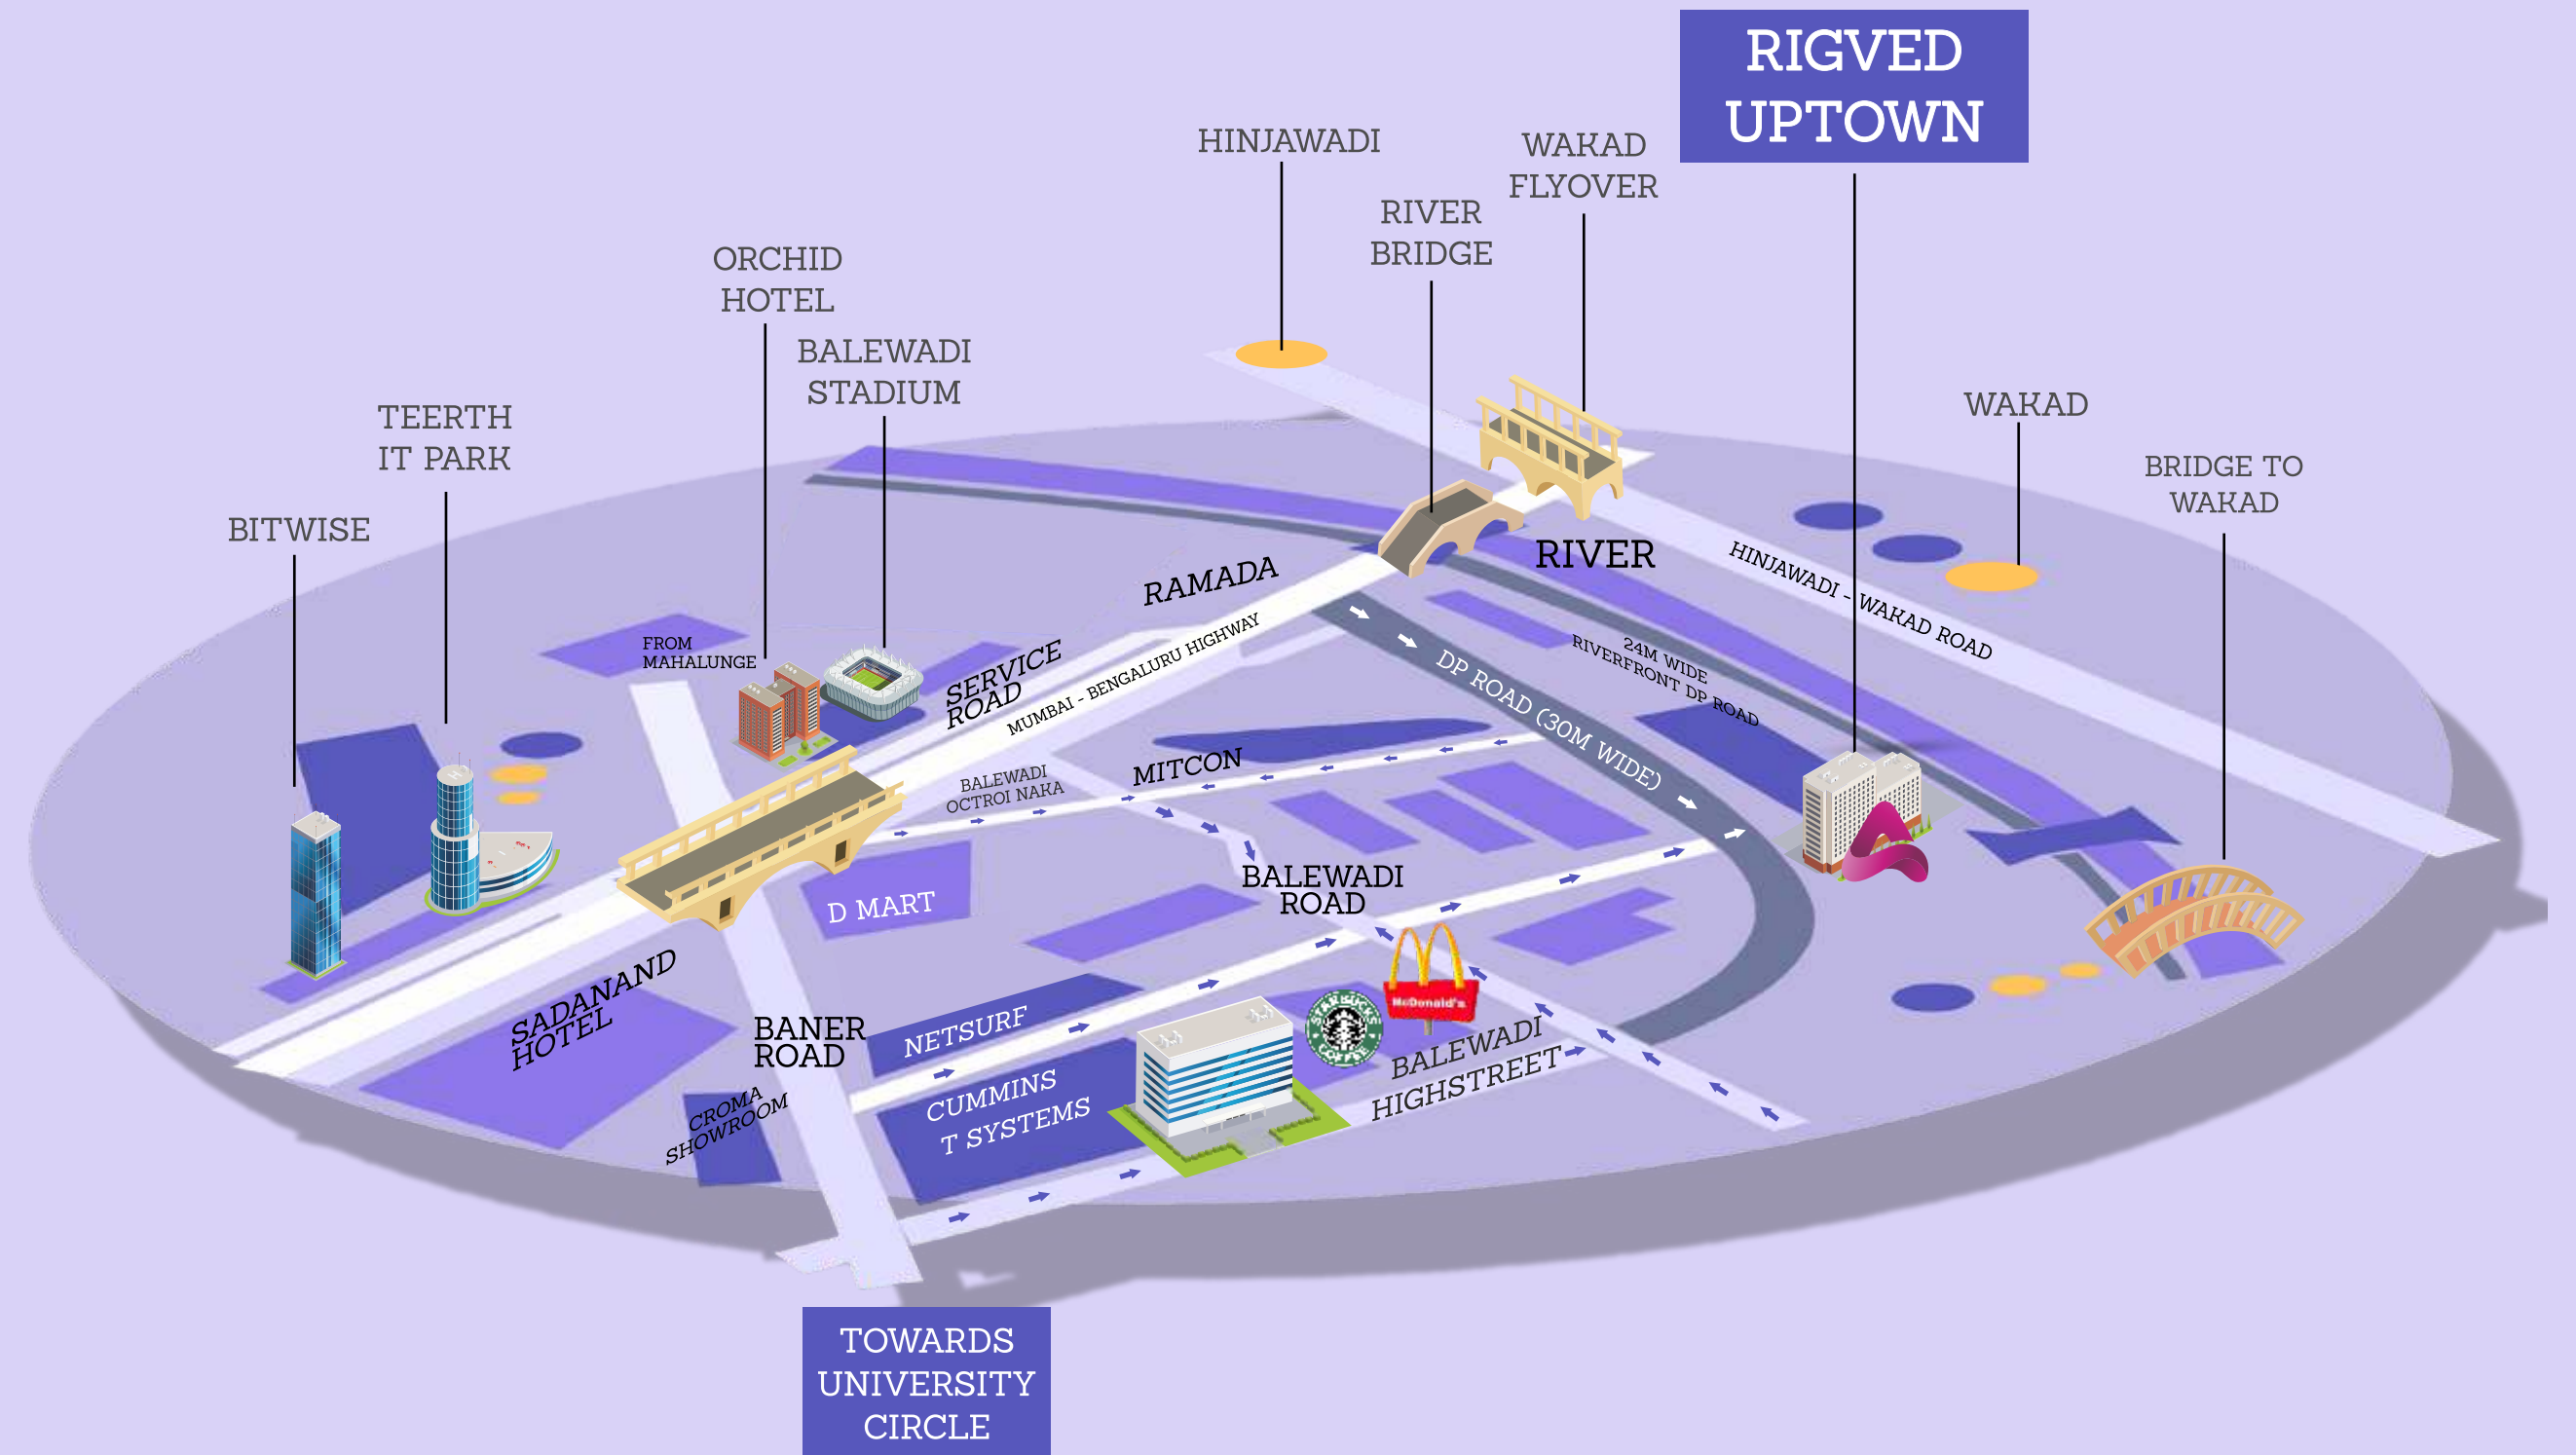 RIGVED
UPTOWN
HINJAWADI
WAKAD
FLYOVER
RIVER
BRIDGE
ORCHID
HOTEL
BALEWADI
STADIUM
TEERTH
IT PARK
WAKAD
BRIDGE TO
WAKAD
BITWISE
RIVER
HINJAWADI - WAKAD ROAD
RAMADA
FROM
MAHALUNGE
SERVICE
ROAD
MUMBAI - BENGALURU HIGHWAY
24M WIDE
RIVERFRONT DP ROAD
DP ROAD (30M WIDE)
MITCON
BALEWADI
OCTROI NAKA
BALEWADI
ROAD
D MART
SADANAND
HOTEL
BANER
ROAD
NETSURF
McDonald's
STARBUCKS
COFFEE
BALEWADI
HIGHSTREET
CUMMINS
T SYSTEMS
CROMA
SHOWROOM
TOWARDS
UNIVERSITY
CIRCLE